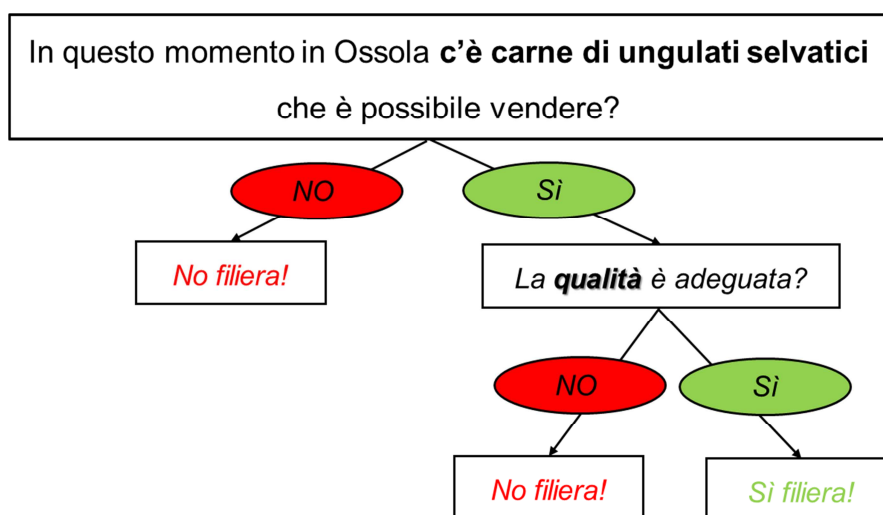 In questo momento in Ossola c'è carne di ungulati selvatici
che è possibile vendere?
NO
Sì
No filiera!
La qualità è adeguata?
NO
Sì
No filiera!
Sì filiera!